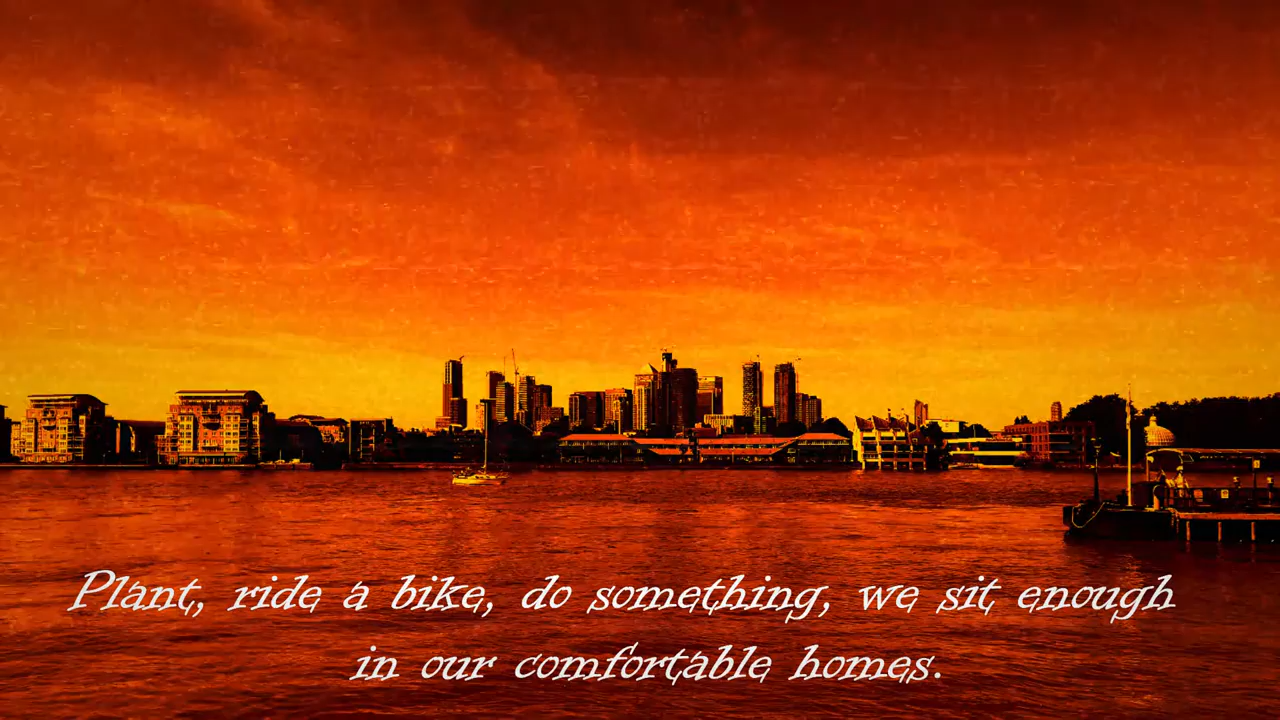 Plant, ride a bike, do something, we sit enough
in our comfortable homes.